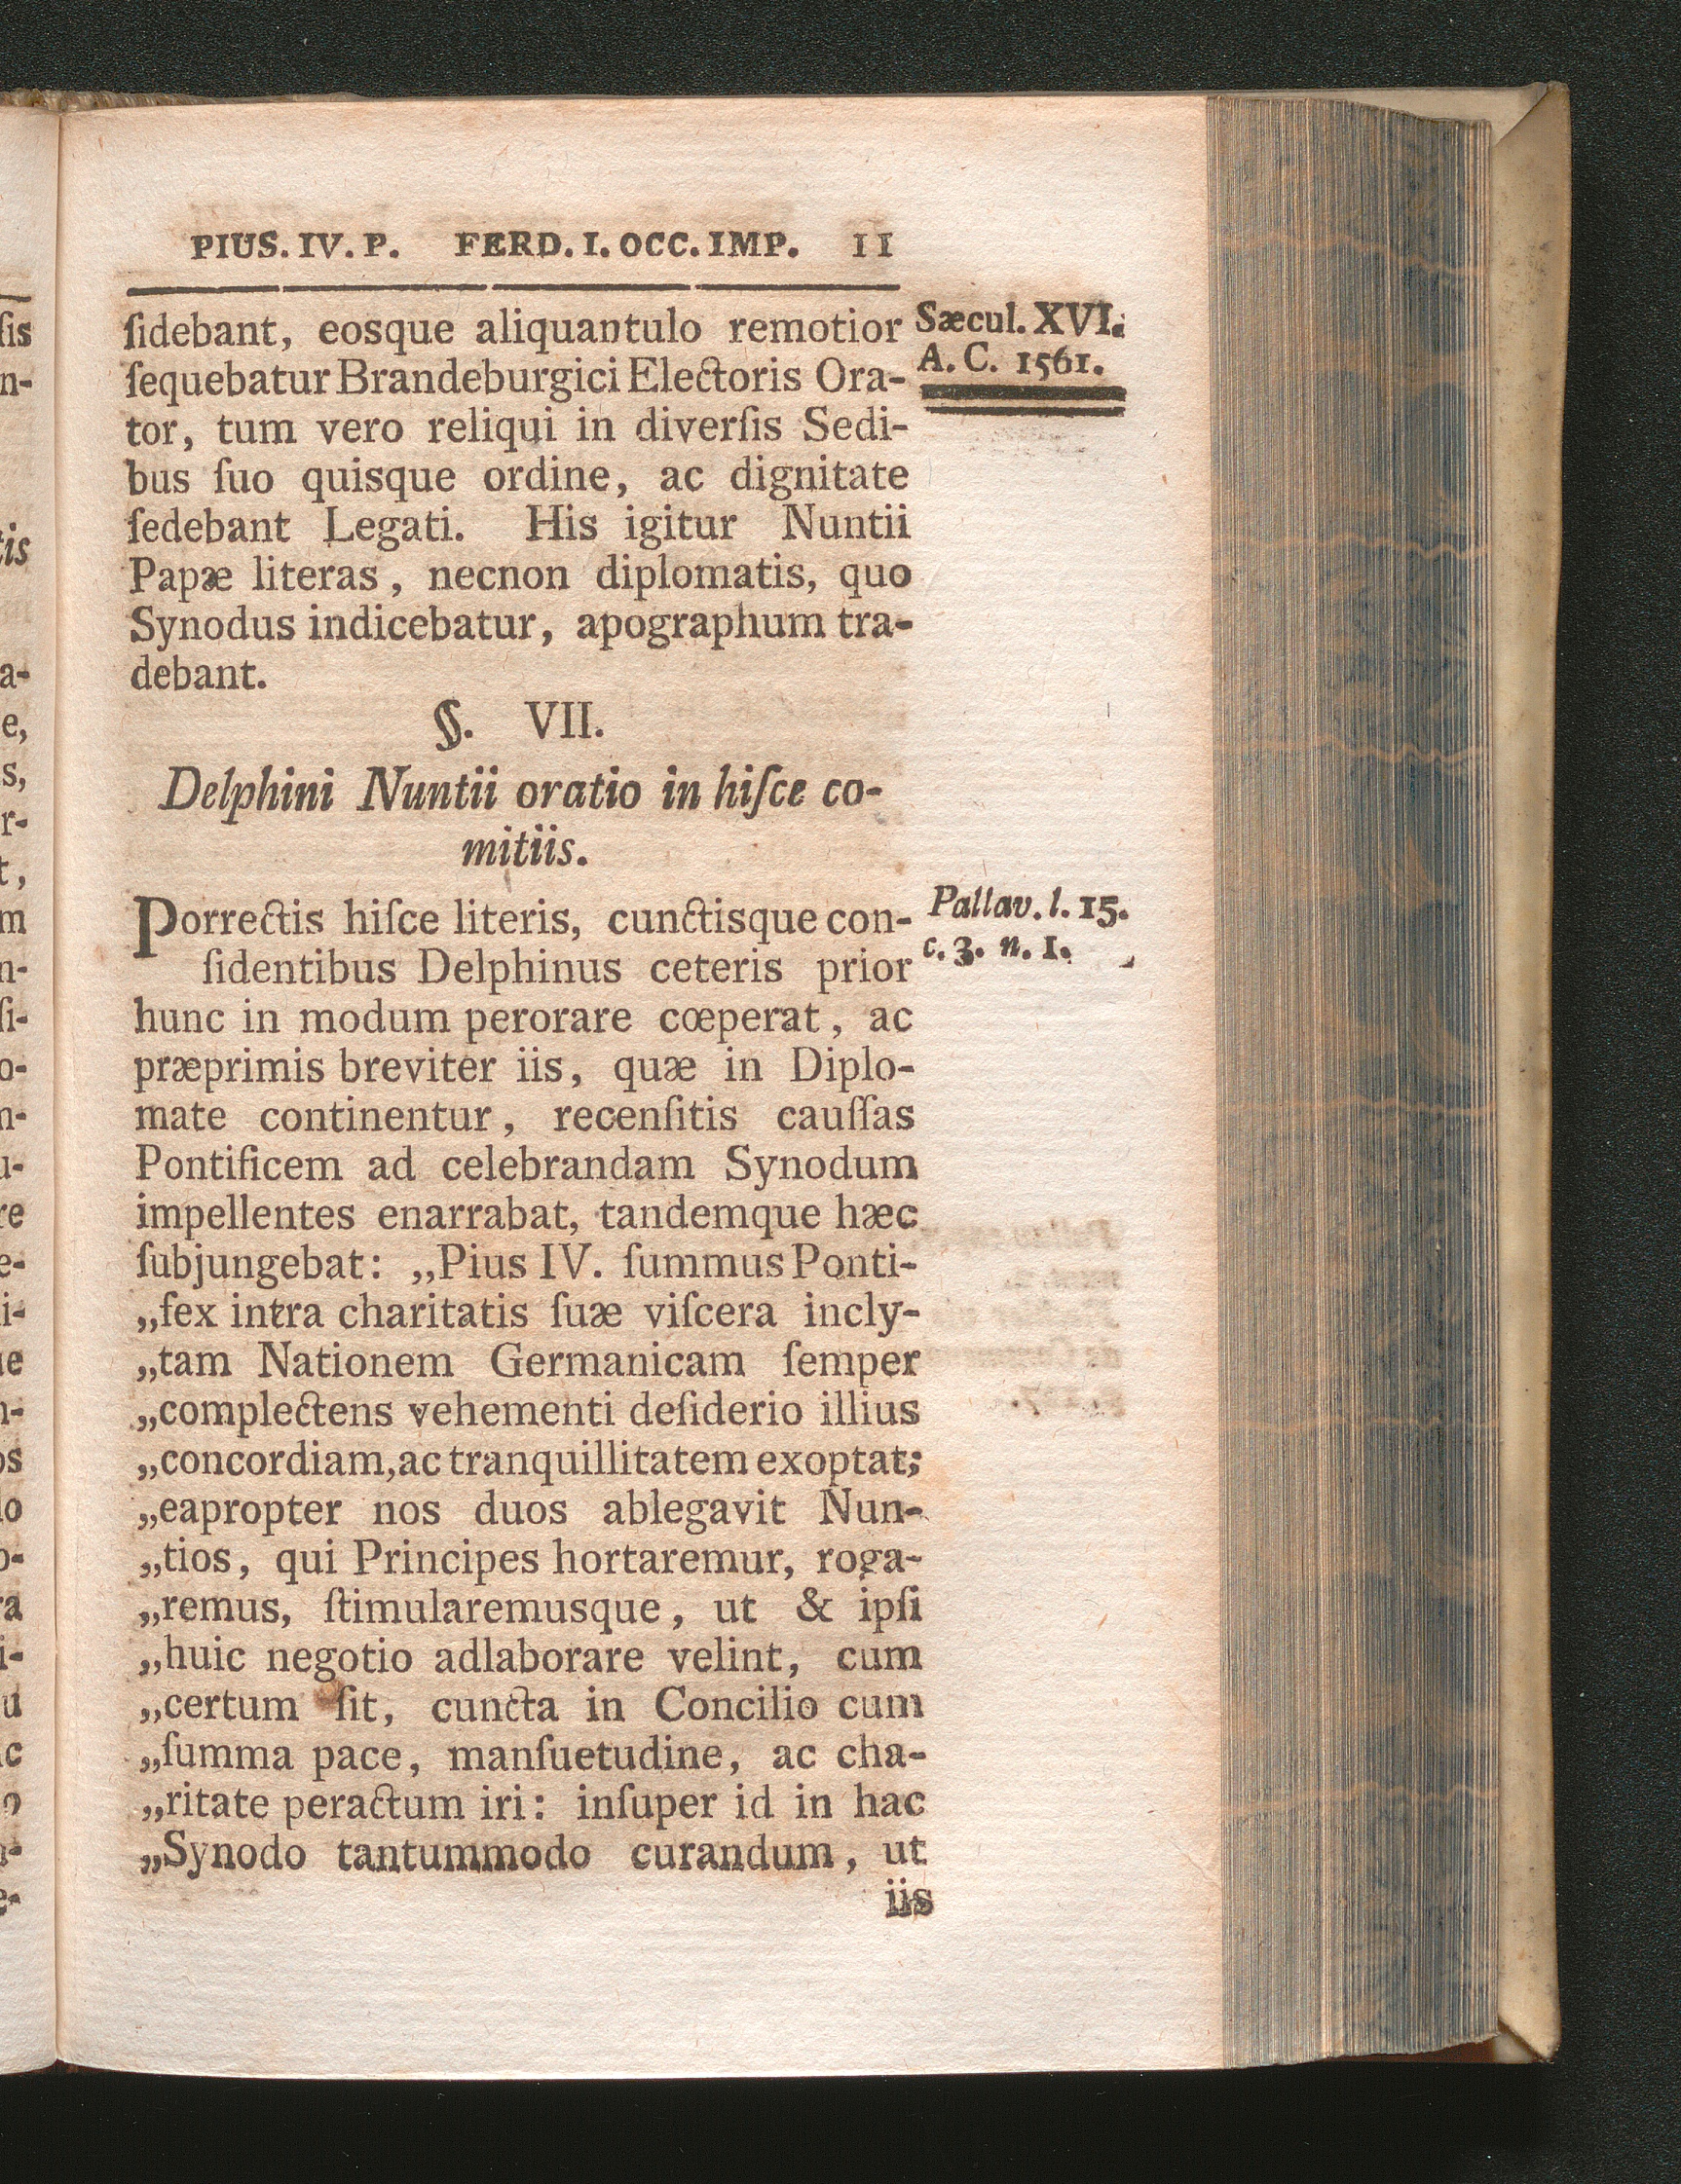 PIUS. IV. P. FERD. I. OCC. IMP. 11
Sæcul. XVI.
A. C. 1561.
ſidebant, eosque aliquantulo remotior
ſequebatur Brandeburgici Electoris Ora-
tor, tum vero reliqui in diverſis Sedi-
bus ſuo quisque ordine, ac dignitate
ſedebant Legati. His igitur Nuntii
Papæ literas, necnon diplomatis, quo
Synodus indicebatur, apographum tra-
debant.
§. VII.
Delphini Nuntii oratio in hiſce co-
mitiis.
Pallav. l. 15.
c. 3. n. 1.
Porrectis hiſce literis, cunctisque con-
ſidentibus Delphinus ceteris prior
hunc in modum perorare cœperat, ac
præprimis breviter iis, quæ in Diplo-
mate continentur, recenſitis cauſſas
Pontificem ad celebrandam Synodum
impellentes enarrabat, tandemque hæc
ſubjungebat: „Pius IV. ſummus Ponti-
„fex intra charitatis ſuæ viſcera incly-
„tam Nationem Germanicam ſemper
„complectens vehementi deſiderio illius
„concordiam, ac tranquillitatem exoptat;
„eapropter nos duos ablegavit Nun-
„tios, qui Principes hortaremur, roga-
„remus, ſtimularemusque, ut & ipſi
„huic negotio adlaborare velint, cum
„certum ſit, cuncta in Concilio cum
„ſumma pace, manſuetudine, ac cha-
„ritate peractum iri: inſuper id in hac
„Synodo tantummodo curandum, ut
iis